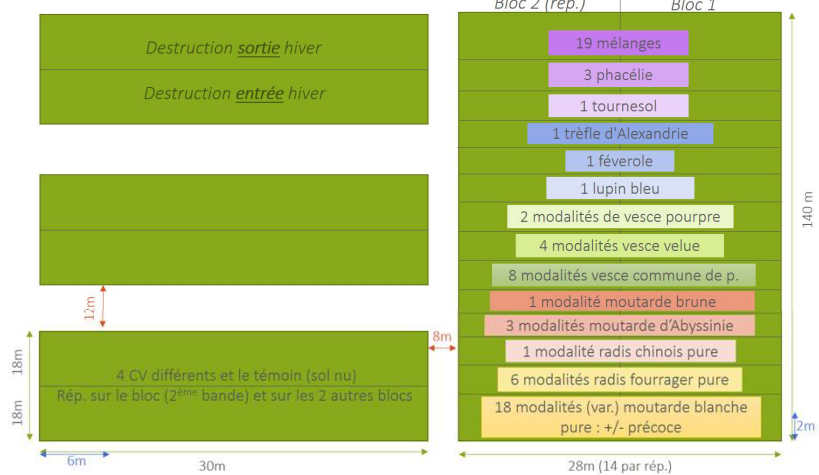 Bloc 2 (rép.)
Bloc 1
Destruction sortie hiver
Destruction entrée hiver
12m
18m
18m
4 CV différents et le témoin (sol nu)
Rép. sur le bloc (2ème bande) et sur les 2 autres blocs
6m
30m
8m
19 mélanges
3 phacélie
1 tournesol
1 trèfle d'Alexandrie
1 féverole
1 lupin bleu
2 modalités de vesce pourpre
4 modalités vesce velue
8 modalités vesce commune de p.
1 modalité moutarde brune
3 modalités moutarde d'Abyssinie
1 modalité radis chinois pure
6 modalités radis fourrager pure
18 modalités (var.) moutarde blanche
pure : +/- précoce
140 m
2m
28m (14 par rép.)